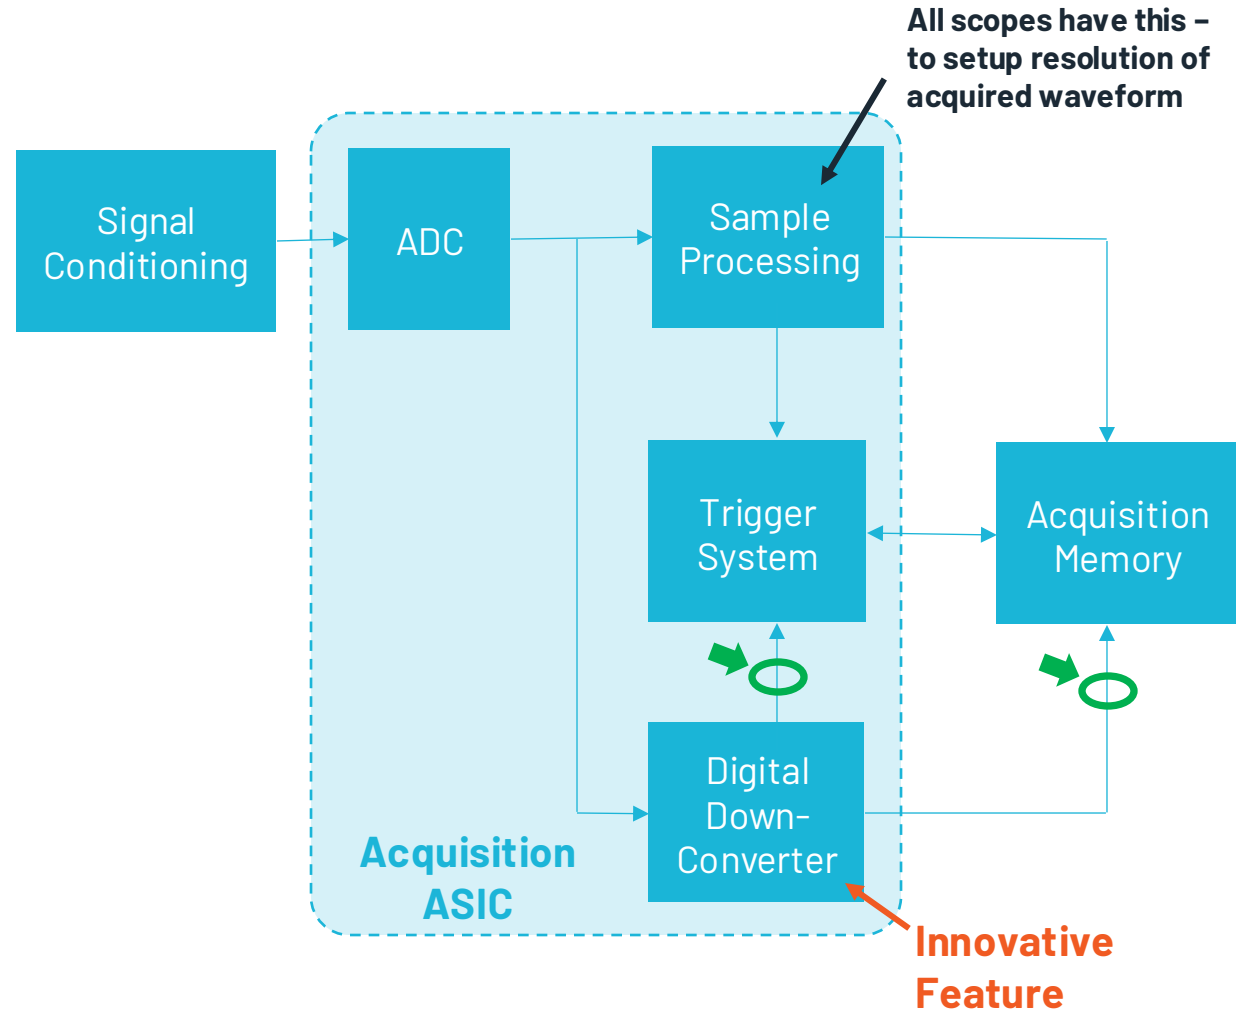 All scopes have this –
to setup resolution of
acquired waveform
Signal
Conditioning
ADC
Sample
Processing
Trigger
System
Acquisition
Memory
Digital
Down-
Converter
Acquisition
ASIC
Innovative
Feature